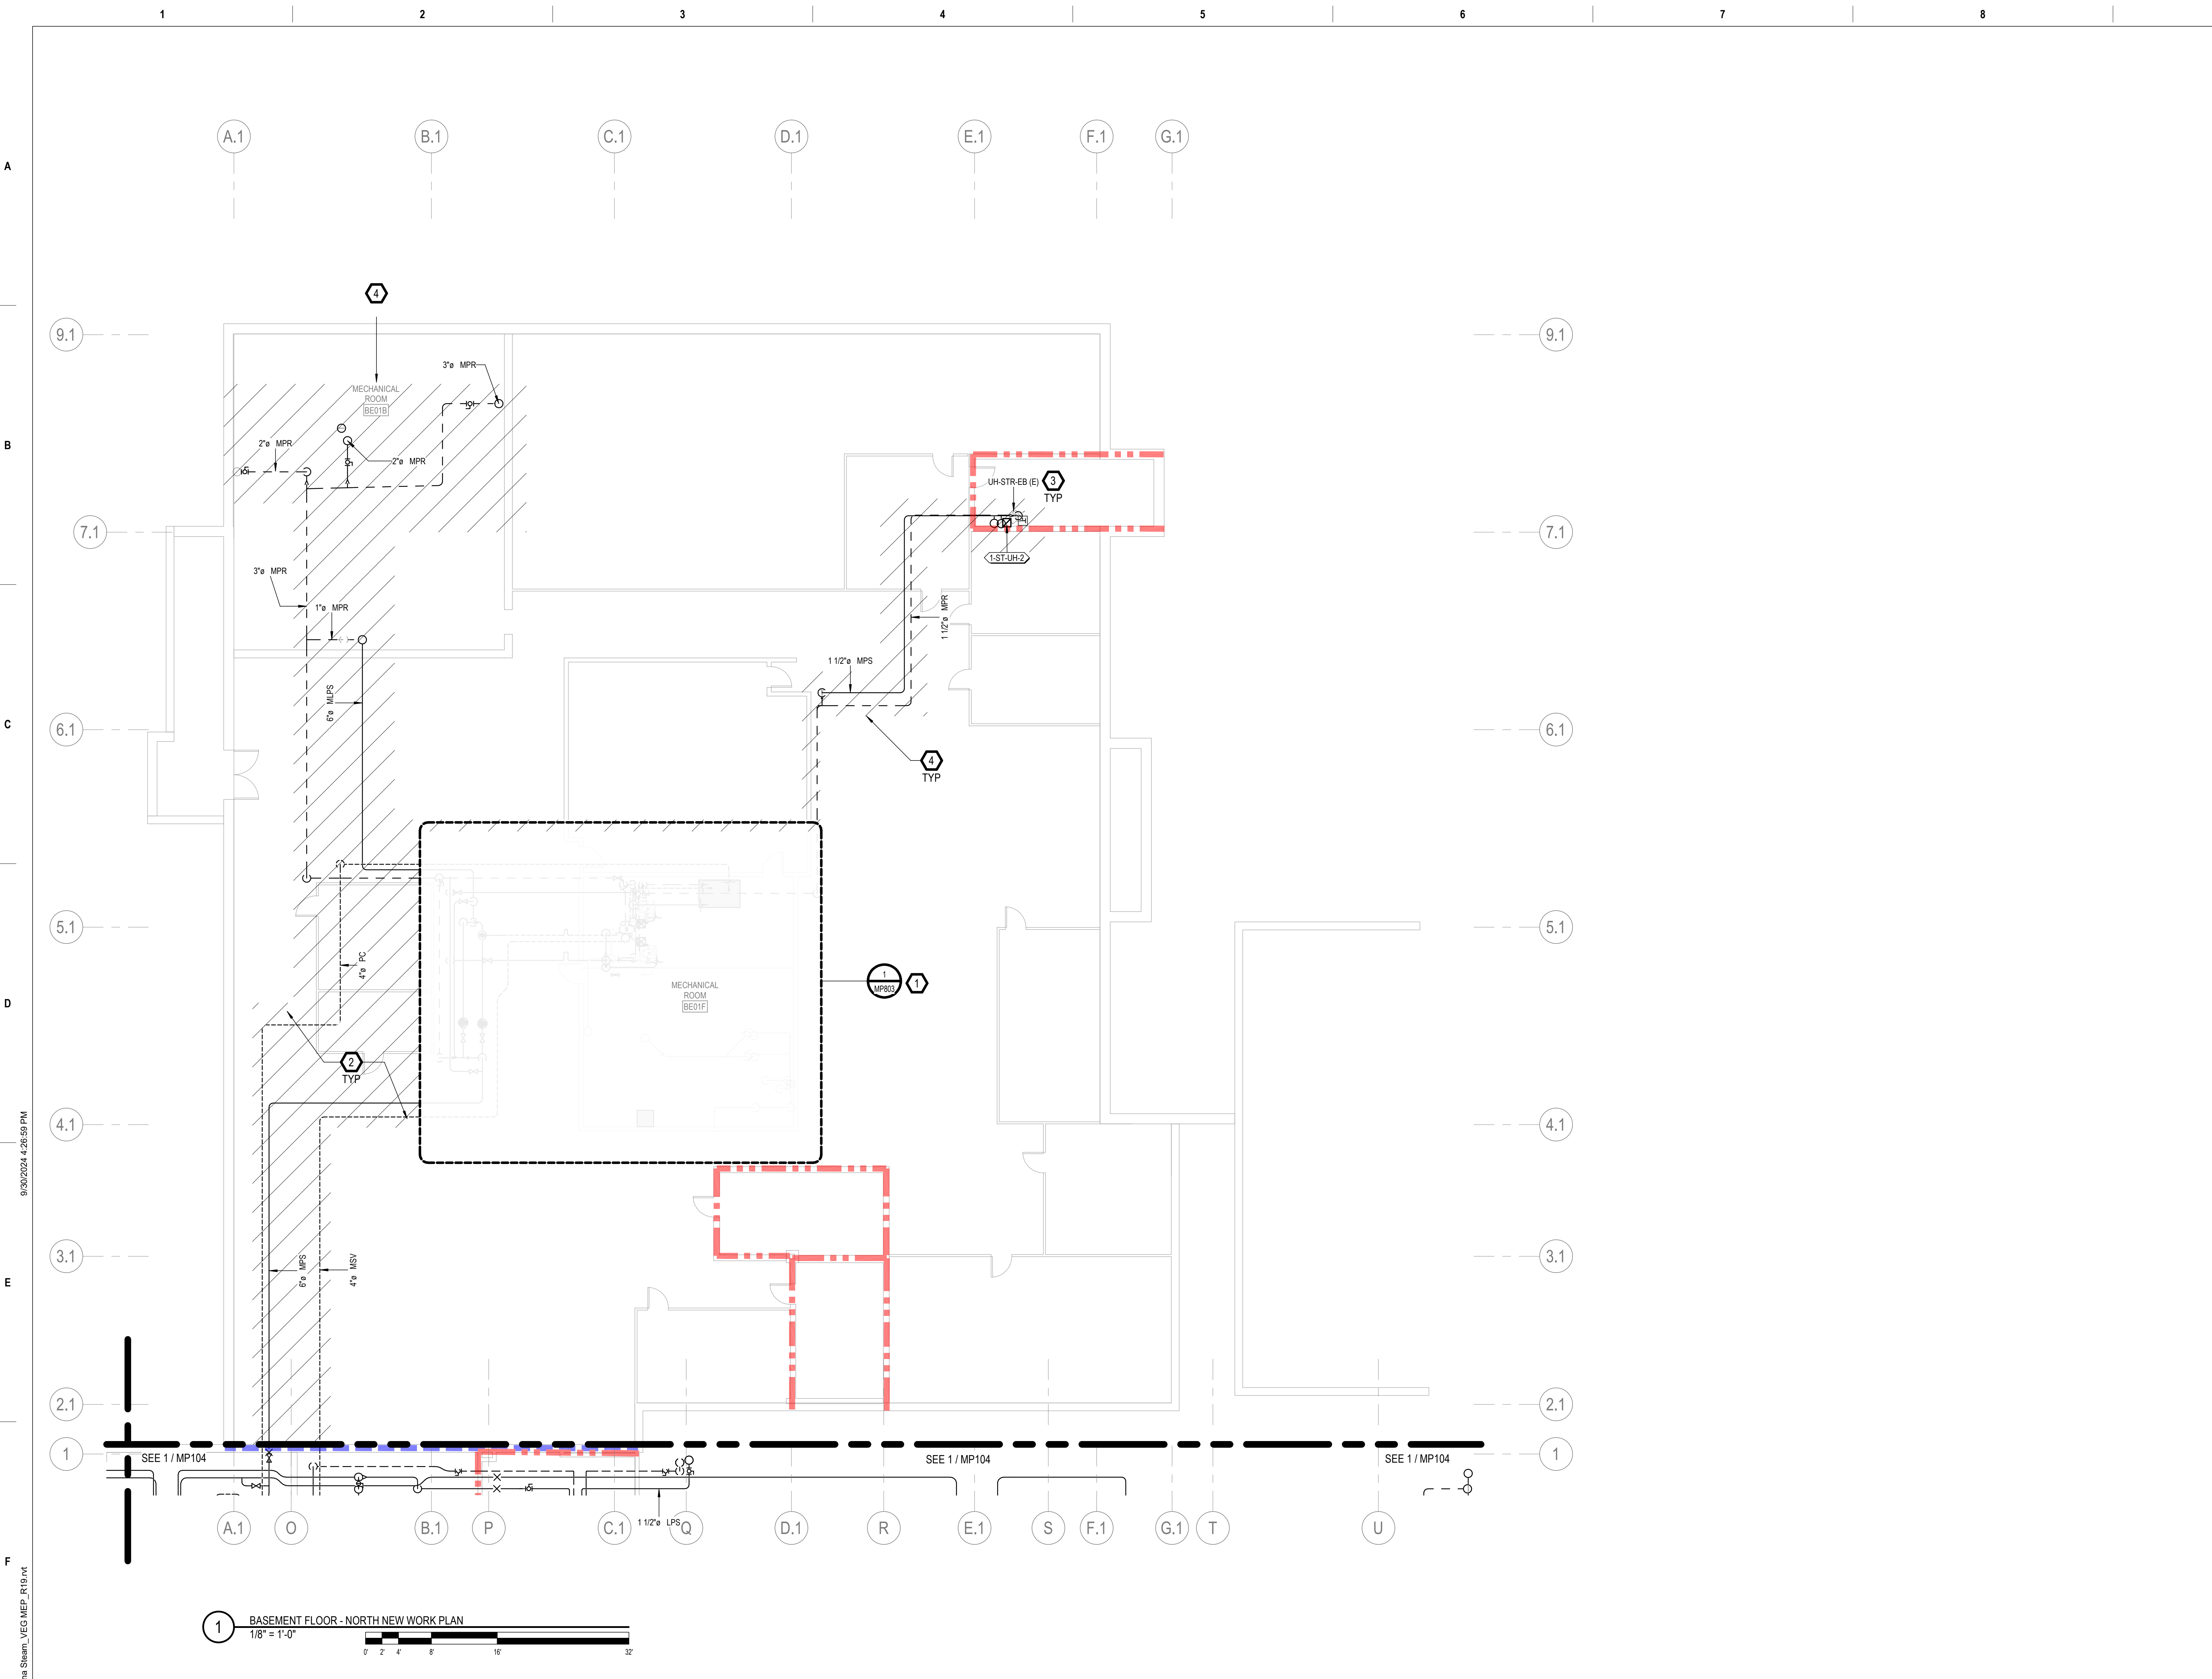 1 2 3 4 5 6 7 8
A.1 B.1 C.1 D.1 E.1 F.1 G.1
A
4
9.1 9.1
3"ø MPR
MECHANICAL
ROOM
BE01B
B
2"ø MPR
2"ø MPR
UH-STR-EB (E)
3
TYP
7.1 7.1
1-ST-UH-2
3"ø MPR
1"ø MPR
1 1/2"ø MPR
1 1/2"ø MPS
6"ø MLPS
C
6.1 6.1
4
TYP
5.1 5.1
4"ø PC
1
MP803
1
MECHANICAL
ROOM
BE01F
D
2
TYP
4.1 4.1
9/30/2024 4:26:59 PM
3.1 3.1
6"ø MPS
4"ø MSV
E
2.1 2.1
1 1
SEE 1 / MP104
SEE 1 / MP104
SEE 1 / MP104
1 1/2"ø LPS
A.1 O B.1 P C.1 Q D.1 R E.1 S F.1 G.1 T U
F
na Steam_VEG MEP_R19.rvt
1
BASEMENT FLOOR - NORTH NEW WORK PLAN
1/8" = 1'-0"
0' 2' 4' 8' 16' 32'